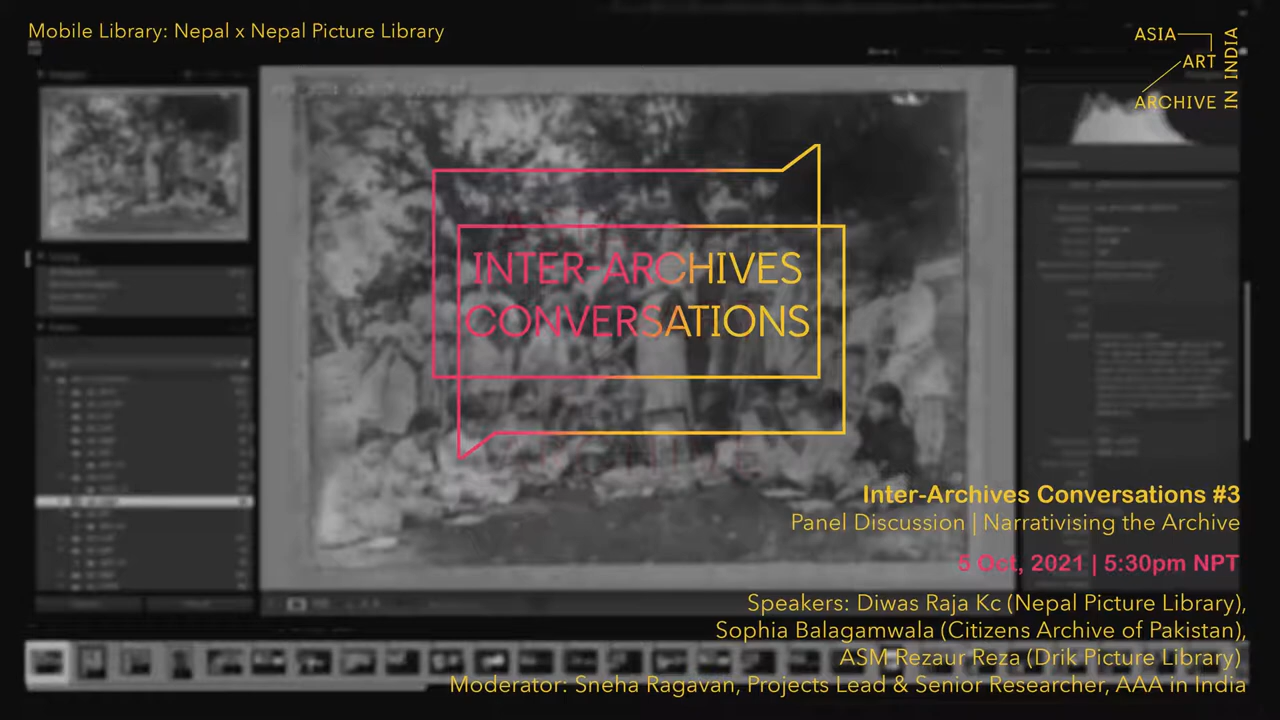 Mobile Library: Nepal x Nepal Picture Library
ASIA
ART
ARCHIVE
IN INDIA
INTER-ARCHIVES
CONVERSATIONS
Inter-Archives Conversations #3
Panel Discussion | Narrativising the Archive
5 Oct, 2021 | 5:30pm NPT
Speakers: Diwas Raja Kc (Nepal Picture Library),
Sophia Balagamwala (Citizens Archive of Pakistan),
ASM Rezaur Reza (Drik Picture Library)
Moderator: Sneha Ragavan, Projects Lead & Senior Researcher, AAA in India